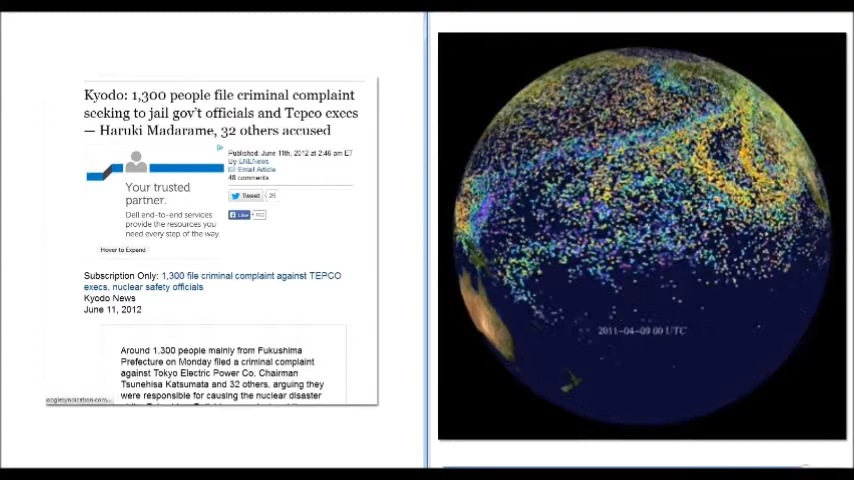 Kyodo: 1,300 people file criminal complaint
seeking to jail gov't officials and Tepco execs
— Haruki Madarame, 32 others accused
Published: June 11th, 2012 at 2:46 am ET
By ENENews
Email Article
48 comments
Tweet
Like
Your trusted
partner.
Dell end-to-end services
provide the resources you
need every step of the way.
Hover to Expand
Subscription Only: 1,300 file criminal complaint against TEPCO
execs, nuclear safety officials
Kyodo News
June 11, 2012
Around 1,300 people mainly from Fukushima
Prefecture on Monday filed a criminal complaint
against Tokyo Electric Power Co. Chairman
Tsunehisa Katsumata and 32 others, arguing they
were responsible for causing the nuclear disaster
2011-04-09 00 UTC